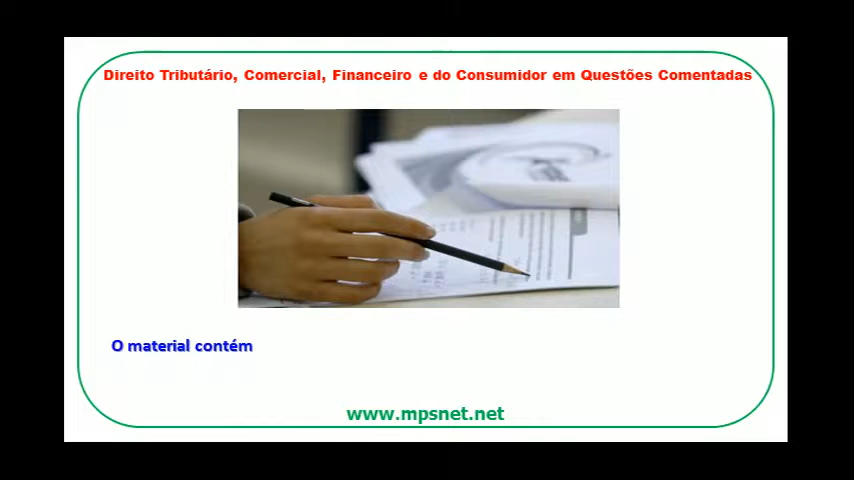 Direito Tributário, Comercial, Financeiro e do Consumidor em Questões Comentadas
O material contém
www.mpsnet.net